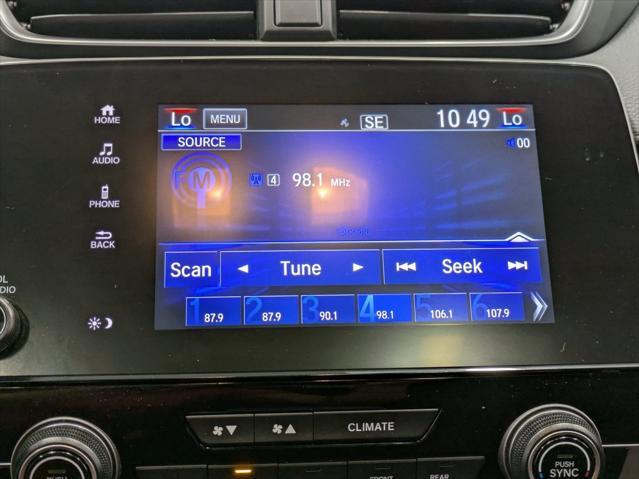 Lo MENU SE 10 49 Lo
HOME
SOURCE 00
AUDIO
FM 4 98.1 MHz
PHONE
BACK
Scan Tune Seek
1 87.9 2 87.9 3 90.1 4 98.1 5 106.1 6 107.9
CLIMATE
PUSH
SYNC
FRONT REAR